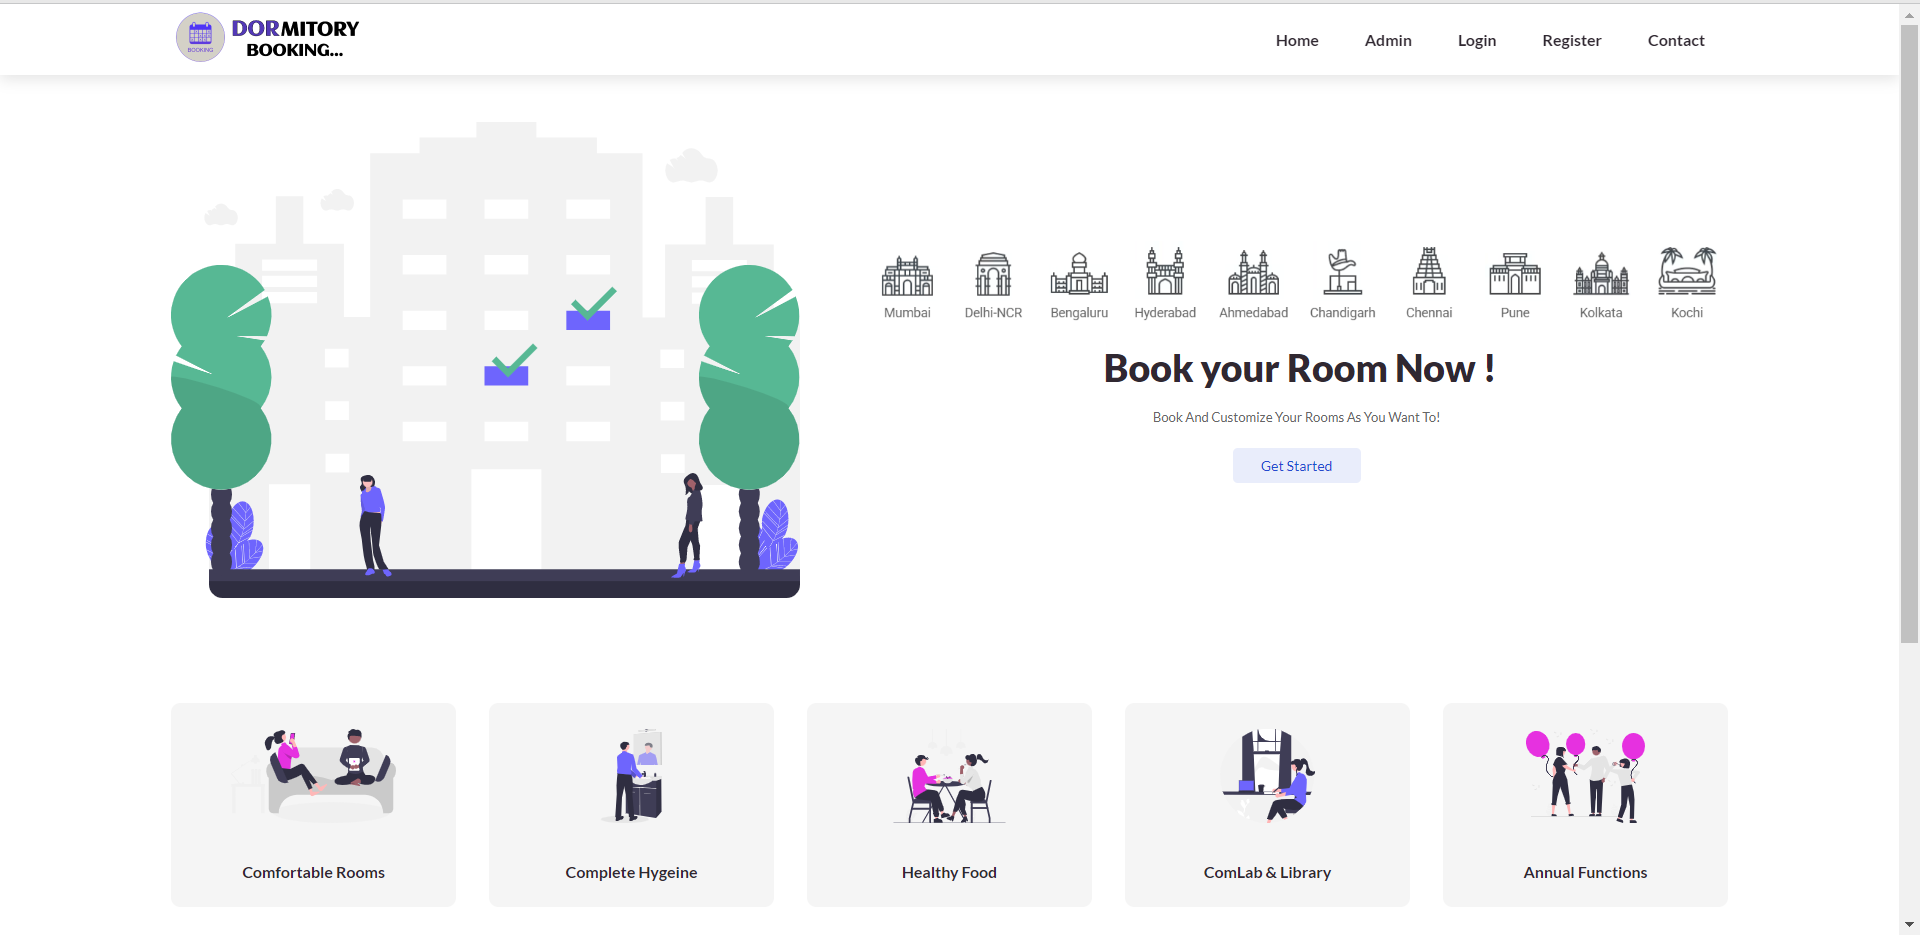 DORMITORY
BOOKING...
BOOKING
Home Admin Login Register Contact
Mumbai Delhi-NCR Bengaluru Hyderabad Ahmedabad Chandigarh Chennai Pune Kolkata Kochi
Book your Room Now !
Book And Customize Your Rooms As You Want To!
Get Started
Comfortable Rooms Complete Hygeine Healthy Food ComLab & Library Annual Functions